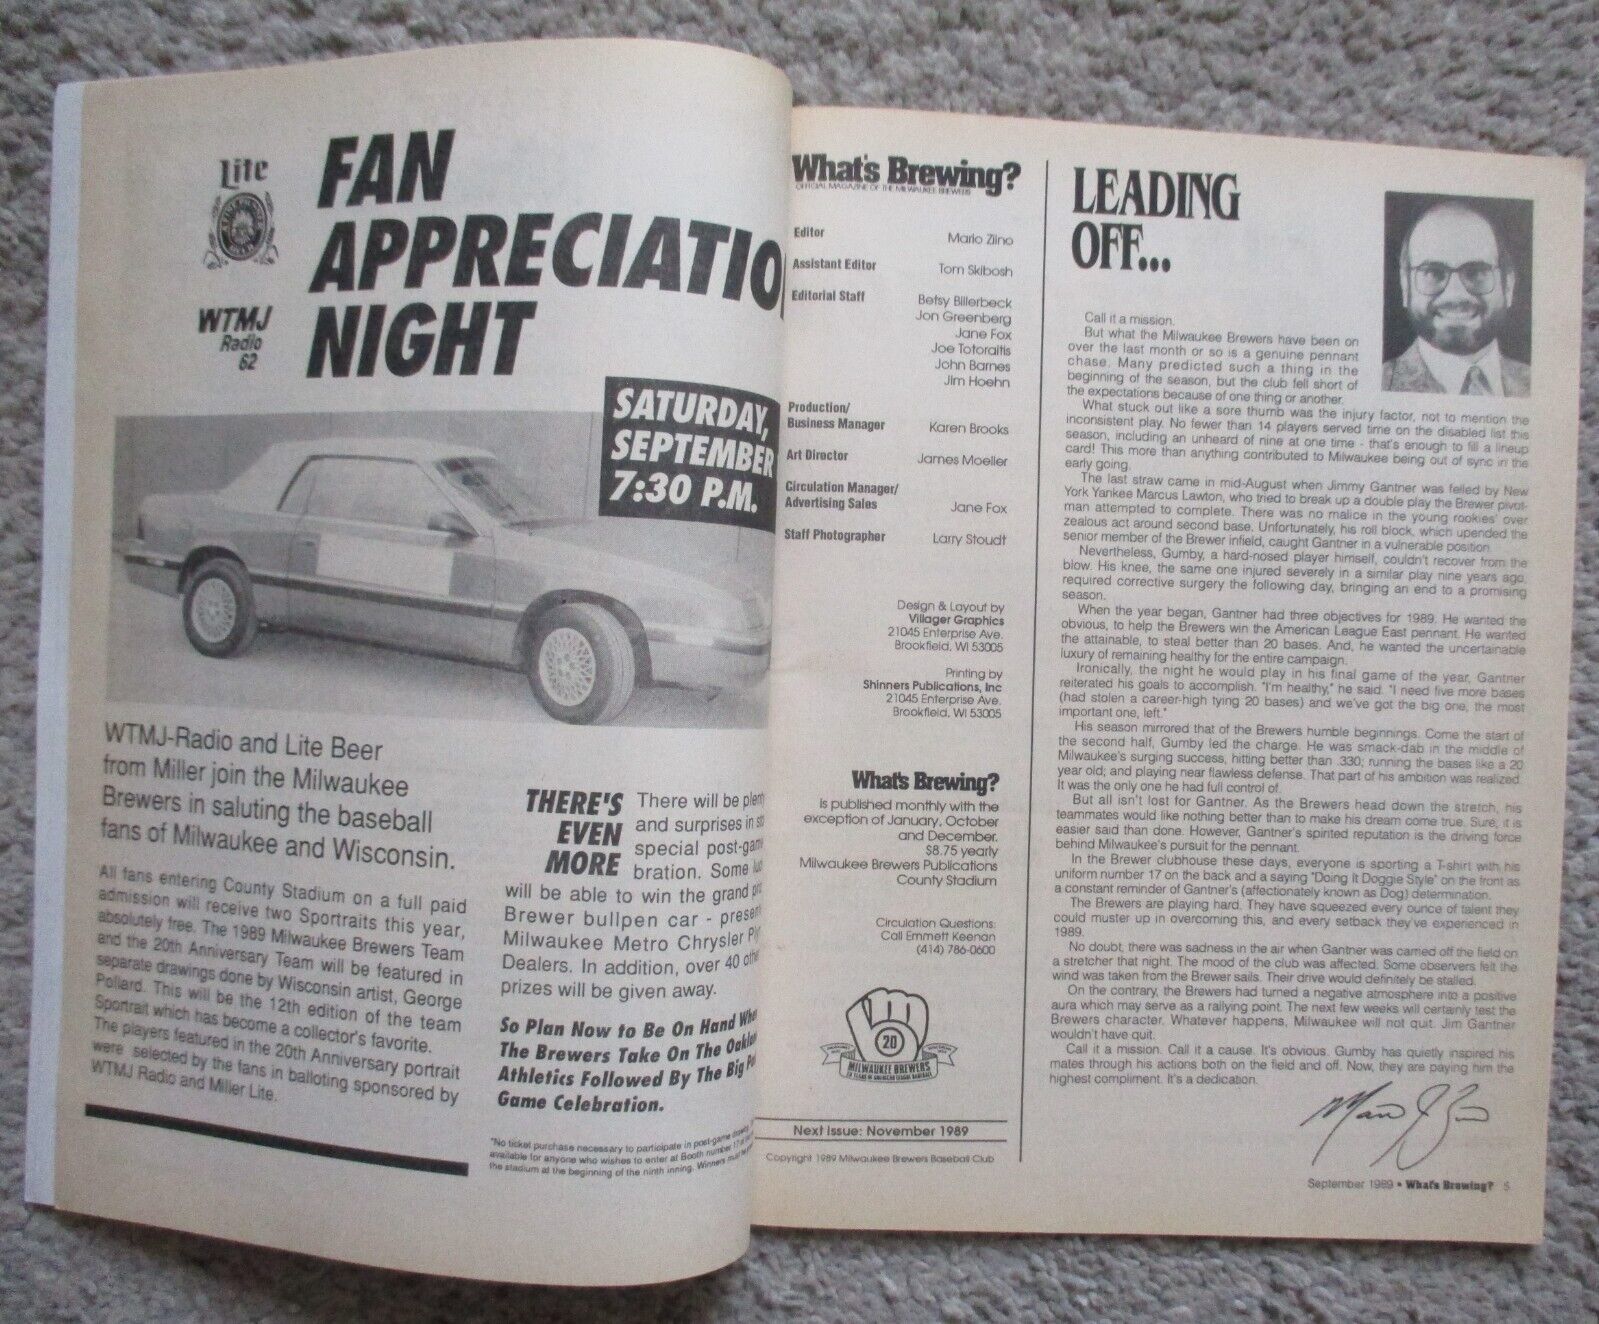 Lite
WTMJ
Radio
62
FAN
APPRECIATIO
NIGHT
SATURDAY,
SEPTEMBER
7:30 P.M.
WTMJ-Radio and Lite Beer
from Miller join the Milwaukee
Brewers in saluting the baseball
fans of Milwaukee and Wisconsin.
All fans entering County Stadium on a full paid
admission will receive two Sportraits this year,
absolutely free. The 1989 Milwaukee Brewers Team
and the 20th Anniversary Team will be featured in
separate drawings done by Wisconsin artist, George
Pollard. This will be the 12th edition of the team
Sportrait which has become a collector's favorite.
The players featured in the 20th Anniversary portrait
were selected by the fans in balloting sponsored by
WTMJ Radio and Miller Lite.
THERE'S
EVEN
MORE
There will be
and surprises in
special post-
bration. Some
will be able to win the grand
Brewer bullpen car - present
Milwaukee Metro Chrysler
Dealers. In addition, over 40
prizes will be given away.
So Plan Now to Be On Hand
The Brewers Take On The
Athletics Followed By The Big
Game Celebration.
*No ticket purchase necessary to participate in post-game
available for anyone who wishes to enter at Booth number 17
the stadium at the beginning of the ninth inning. Winners
What's Brewing?
OFFICIAL MAGAZINE OF THE MILWAUKEE BREWERS
Editor Mario Ziino
Assistant Editor Tom Skibosh
Editorial Staff Betsy Billerbeck
Jon Greenberg
Jane Fox
Joe Totoraitis
John Barnes
Jim Hoehn
Production/
Business Manager Karen Brooks
Art Director James Moeller
Circulation Manager/
Advertising Sales Jane Fox
Staff Photographer Larry Stoudt
Design & Layout by
Villager Graphics
21045 Enterprise Ave.
Brookfield, WI 53005
Printing by
Shinners Publications, Inc
21045 Enterprise Ave.
Brookfield, WI 53005
What's Brewing?
is published monthly with the
exception of January, October
and December.
$8.75 yearly
Milwaukee Brewers Publications
County Stadium
Circulation Questions:
Call Emmett Keenan
(414) 786-0600
20
MILWAUKEE BREWERS
Next Issue: November 1989
Copyright 1989 Milwaukee Brewers Baseball Club
LEADING
OFF...
Call it a mission.
But what the Milwaukee Brewers have been on
over the last month or so is a genuine pennant
chase. Many predicted such a thing in the
beginning of the season, but the club fell short of
the expectations because of one thing or another.
What stuck out like a sore thumb was the injury factor, not to mention the
inconsistent play. No fewer than 14 players served time on the disabled list this
season, including an unheard of nine at one time - that's enough to fill a lineup
card! This more than anything contributed to Milwaukee being out of sync in the
early going.
The last straw came in mid-August when Jimmy Gantner was felled by New
York Yankee Marcus Lawton, who tried to break up a double play the Brewer pivot-
man attempted to complete. There was no malice in the young rookies' over
zealous act around second base. Unfortunately, his roll block, which upended the
senior member of the Brewer infield, caught Gantner in a vulnerable position.
Nevertheless, Gumby, a hard-nosed player himself, couldn't recover from the
blow. His knee, the same one injured severely in a similar play nine years ago,
required corrective surgery the following day, bringing an end to a promising
season.
When the year began, Gantner had three objectives for 1989. He wanted the
obvious, to help the Brewers win the American League East pennant. He wanted
the attainable, to steal better than 20 bases. And, he wanted the uncertainable
luxury of remaining healthy for the entire campaign.
Ironically, the night he would play in his final game of the year, Gantner
reiterated his goals to accomplish. "I'm healthy," he said. "I need five more bases
(had stolen a career-high tying 20 bases) and we've got the big one, the most
important one, left."
His season mirrored that of the Brewers humble beginnings. Come the start of
the second half, Gumby led the charge. He was smack-dab in the middle of
Milwaukee's surging success, hitting better than .330; running the bases like a 20
year old; and playing near flawless defense. That part of his ambition was realized.
It was the only one he had full control of.
But all isn't lost for Gantner. As the Brewers head down the stretch, his
teammates would like nothing better than to make his dream come true. Sure, it is
easier said than done. However, Gantner's spirited reputation is the driving force
behind Milwaukee's pursuit for the pennant.
In the Brewer clubhouse these days, everyone is sporting a T-shirt with his
uniform number 17 on the back and a saying "Doing It Doggie Style" on the front as
a constant reminder of Gantner's (affectionately known as Dog) determination.
The Brewers are playing hard. They have squeezed every ounce of talent they
could muster up in overcoming this, and every setback they've experienced in
1989.
No doubt, there was sadness in the air when Gantner was carried off the field on
a stretcher that night. The mood of the club was affected. Some observers felt the
wind was taken from the Brewer sails. Their drive would definitely be stalled.
On the contrary, the Brewers had turned a negative atmosphere into a positive
aura which may serve as a rallying point. The next few weeks will certainly test the
Brewers character. Whatever happens, Milwaukee will not quit. Jim Gantner
wouldn't have quit.
Call it a mission. Call it a cause. It's obvious. Gumby has quietly inspired his
mates through his actions both on the field and off. Now, they are paying him the
highest compliment. It's a dedication.
September 1989 • What's Brewing? 5